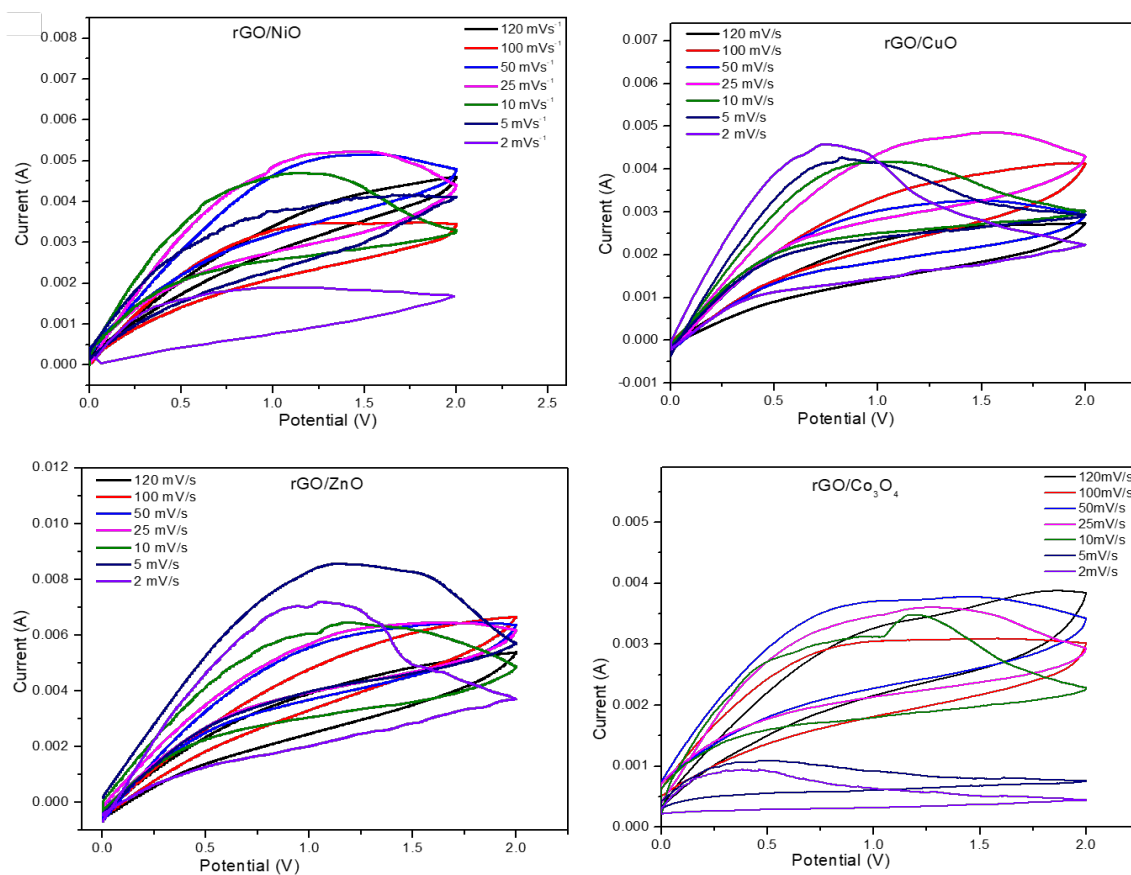 rGO/NiO
120 mVs⁻¹
100 mVs⁻¹
50 mVs⁻¹
25 mVs⁻¹
10 mVs⁻¹
5 mVs⁻¹
2 mVs⁻¹
0.008
0.007
0.006
0.005
0.004
0.003
0.002
0.001
0.000
Current (A)
0.0 0.5 1.0 1.5 2.0 2.5
Potential (V)
rGO/CuO
120 mV/s
100 mV/s
50 mV/s
25 mV/s
10 mV/s
5 mV/s
2 mV/s
0.007
0.006
0.005
0.004
0.003
0.002
0.001
0.000
-0.001
Current (A)
0.0 0.5 1.0 1.5 2.0
Potential (V)
rGO/ZnO
120 mV/s
100 mV/s
50 mV/s
25 mV/s
10 mV/s
5 mV/s
2 mV/s
0.012
0.010
0.008
0.006
0.004
0.002
0.000
Current (A)
0.0 0.5 1.0 1.5 2.0
Potential (V)
rGO/Co₃O₄
120mV/s
100mV/s
50mV/s
25mV/s
10mV/s
5mV/s
2mV/s
0.005
0.004
0.003
0.002
0.001
0.000
Current (A)
0.0 0.5 1.0 1.5 2.0
Potential (V)